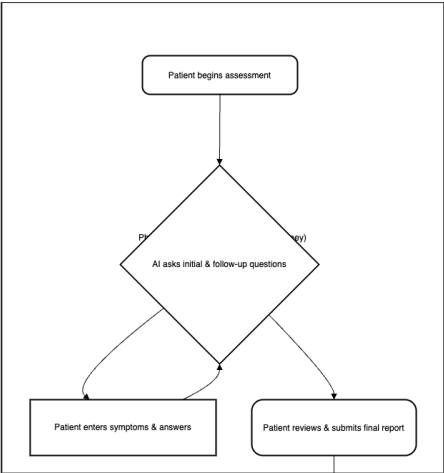 Patient begins assessment
AI asks initial & follow-up questions
Patient enters symptoms & answers
Patient reviews & submits final report